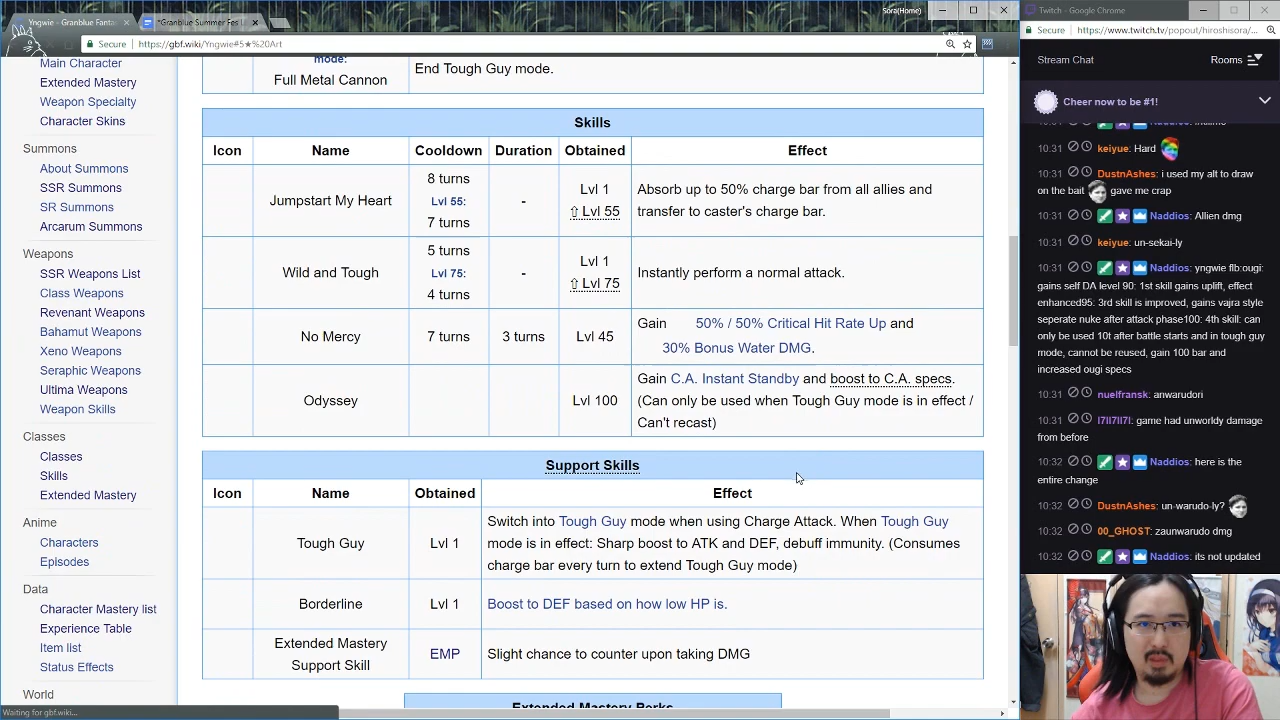 Yngwie - Granblue Fantas
*Granblue Summer Fes
Sora(Home)
Twitch - Google Chrome
Secure
https://gbf.wiki/Yngwie#5★%20Art
Secure
https://www.twitch.tv/popout/hiroshisora/...
Main Character
Extended Mastery
Weapon Specialty
Character Skins
Summons
About Summons
SSR Summons
SR Summons
Arcarum Summons
Weapons
SSR Weapons List
Class Weapons
Revenant Weapons
Bahamut Weapons
Xeno Weapons
Seraphic Weapons
Ultima Weapons
Weapon Skills
Classes
Classes
Skills
Extended Mastery
Anime
Characters
Episodes
Data
Character Mastery list
Experience Table
Item list
Status Effects
World
Waiting for gbf.wiki...
mode:
Full Metal Cannon
End Tough Guy mode.
Skills
Icon Name Cooldown Duration Obtained Effect
Jumpstart My Heart
8 turns
Lvl 55:
7 turns
-
Lvl 1
⇧ Lvl 55
Absorb up to 50% charge bar from all allies and
transfer to caster's charge bar.
Wild and Tough
5 turns
Lvl 75:
4 turns
-
Lvl 1
⇧ Lvl 75
Instantly perform a normal attack.
No Mercy
7 turns
3 turns
Lvl 45
Gain 50% / 50% Critical Hit Rate Up and
30% Bonus Water DMG.
Odyssey
Lvl 100
Gain C.A. Instant Standby and boost to C.A. specs.
(Can only be used when Tough Guy mode is in effect /
Can't recast)
Support Skills
Icon Name Obtained Effect
Tough Guy
Lvl 1
Switch into Tough Guy mode when using Charge Attack. When Tough Guy
mode is in effect: Sharp boost to ATK and DEF, debuff immunity. (Consumes
charge bar every turn to extend Tough Guy mode)
Borderline
Lvl 1
Boost to DEF based on how low HP is.
Extended Mastery
Support Skill
EMP
Slight chance to counter upon taking DMG
Extended Mastery Perks
Stream Chat
Rooms
Cheer now to be #1!
10:31 Naddios:
10:31 keiyue: Hard
10:31 DustnAshes: i used my alt to draw
on the bait gave me crap
10:31 Naddios: Allien dmg
10:31 keiyue: un-sekai-ly
10:31 Naddios: yngwie flb:ougi:
gains self DA level 90: 1st skill gains uplift, effect
enhanced95: 3rd skill is improved, gains vajra style
seperate nuke after attack phase100: 4th skill: can
only be used 10t after battle starts and in tough guy
mode, cannot be reused, gain 100 bar and
increased ougi specs
10:31 nuelfransk: anwarudori
10:31 l7ll7ll7l: game had unworldy damage
from before
10:32 Naddios: here is the
entire change
10:32 DustnAshes: un-warudo-ly?
10:32 00_GHOST: zaunwarudo dmg
10:32 Naddios: its not updated